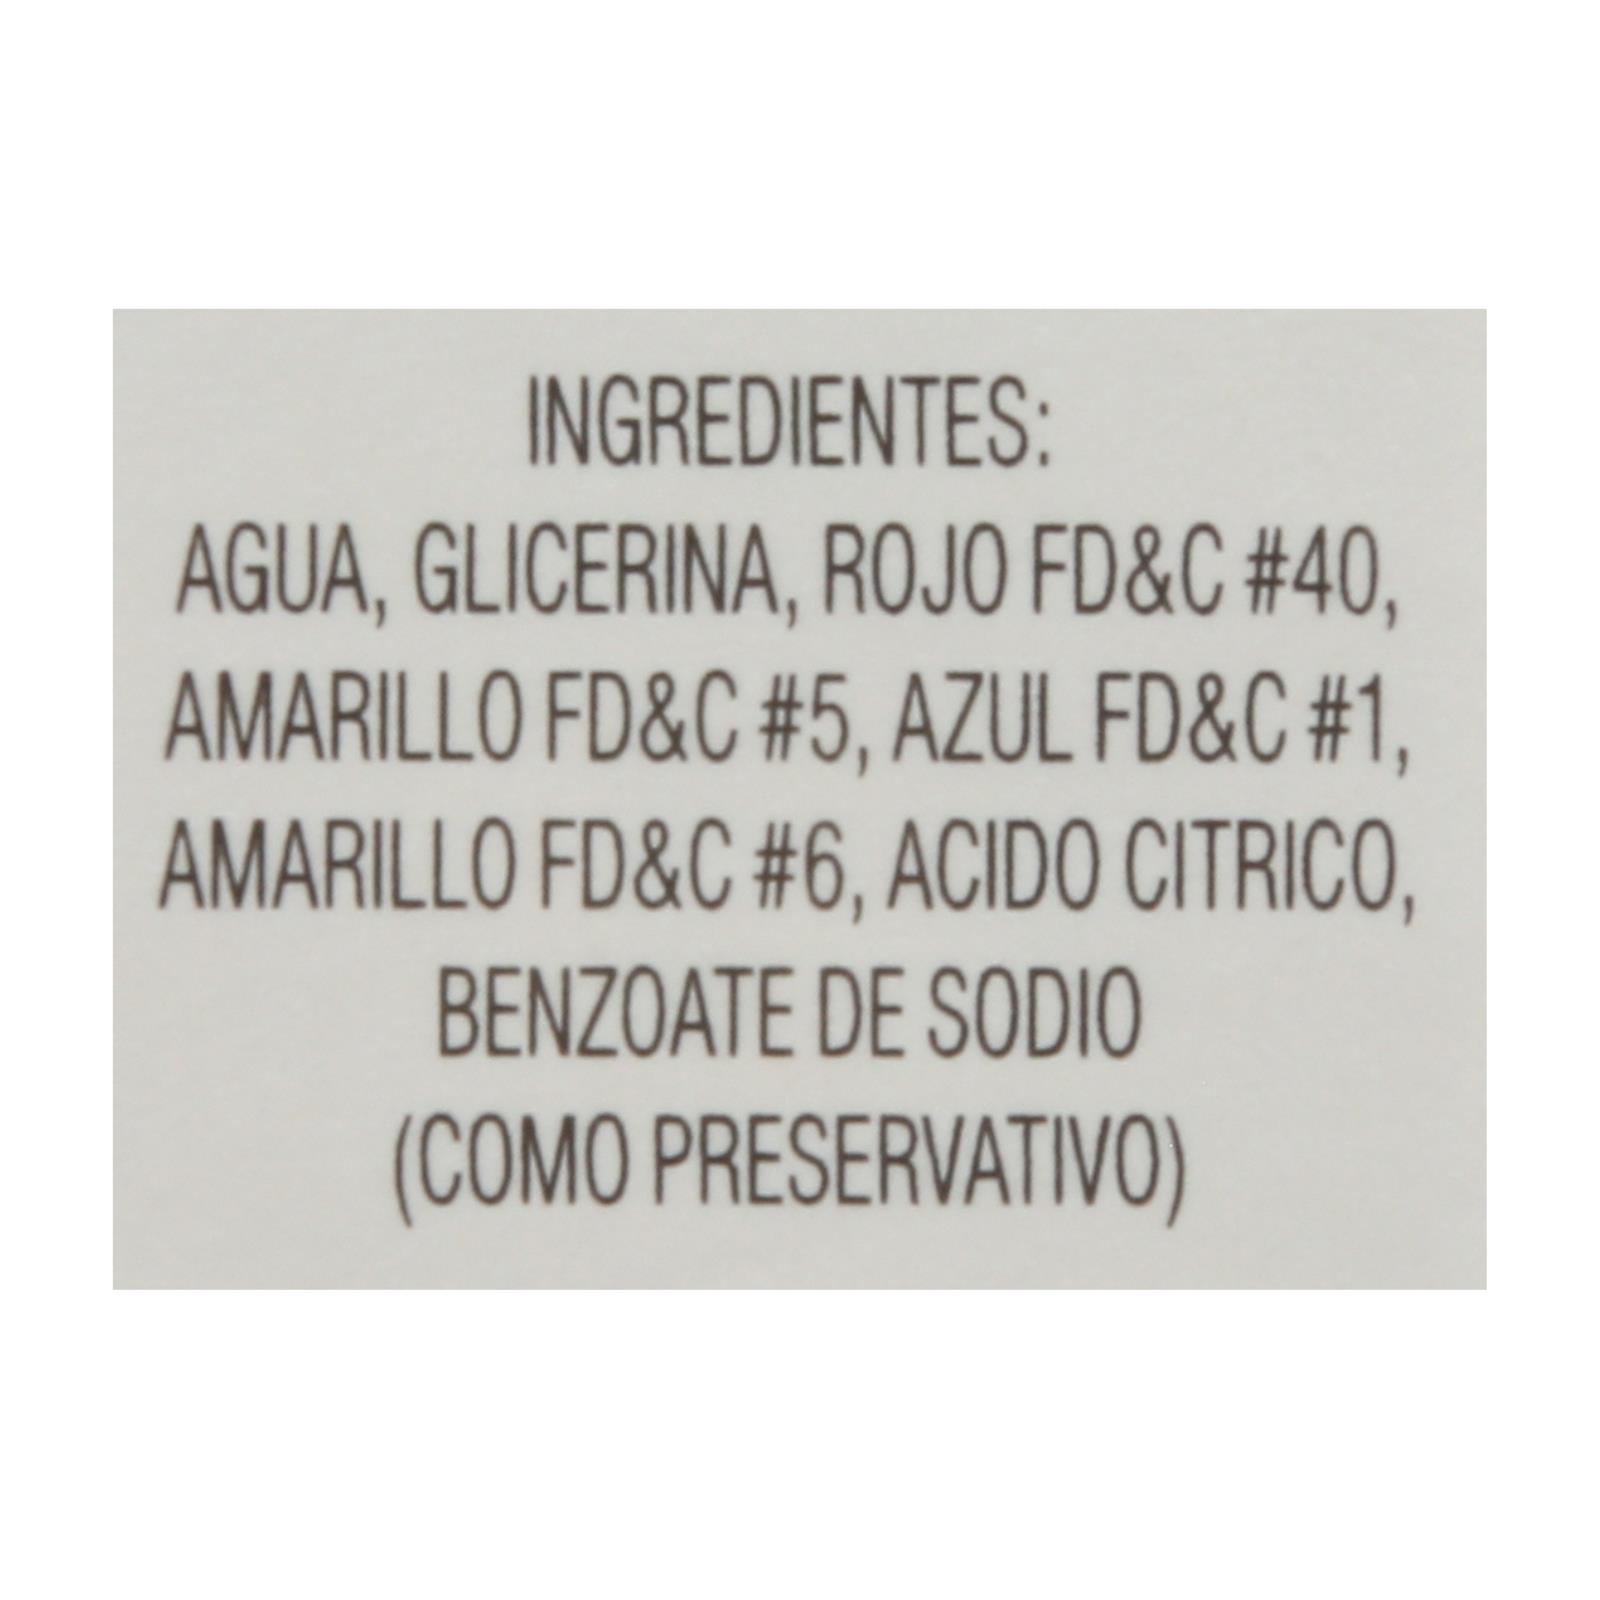 INGREDIENTES:
AGUA, GLICERINA, ROJO FD&C #40,
AMARILLO FD&C #5, AZUL FD&C #1,
AMARILLO FD&C #6, ACIDO CITRICO,
BENZOATE DE SODIO
(COMO PRESERVATIVO)